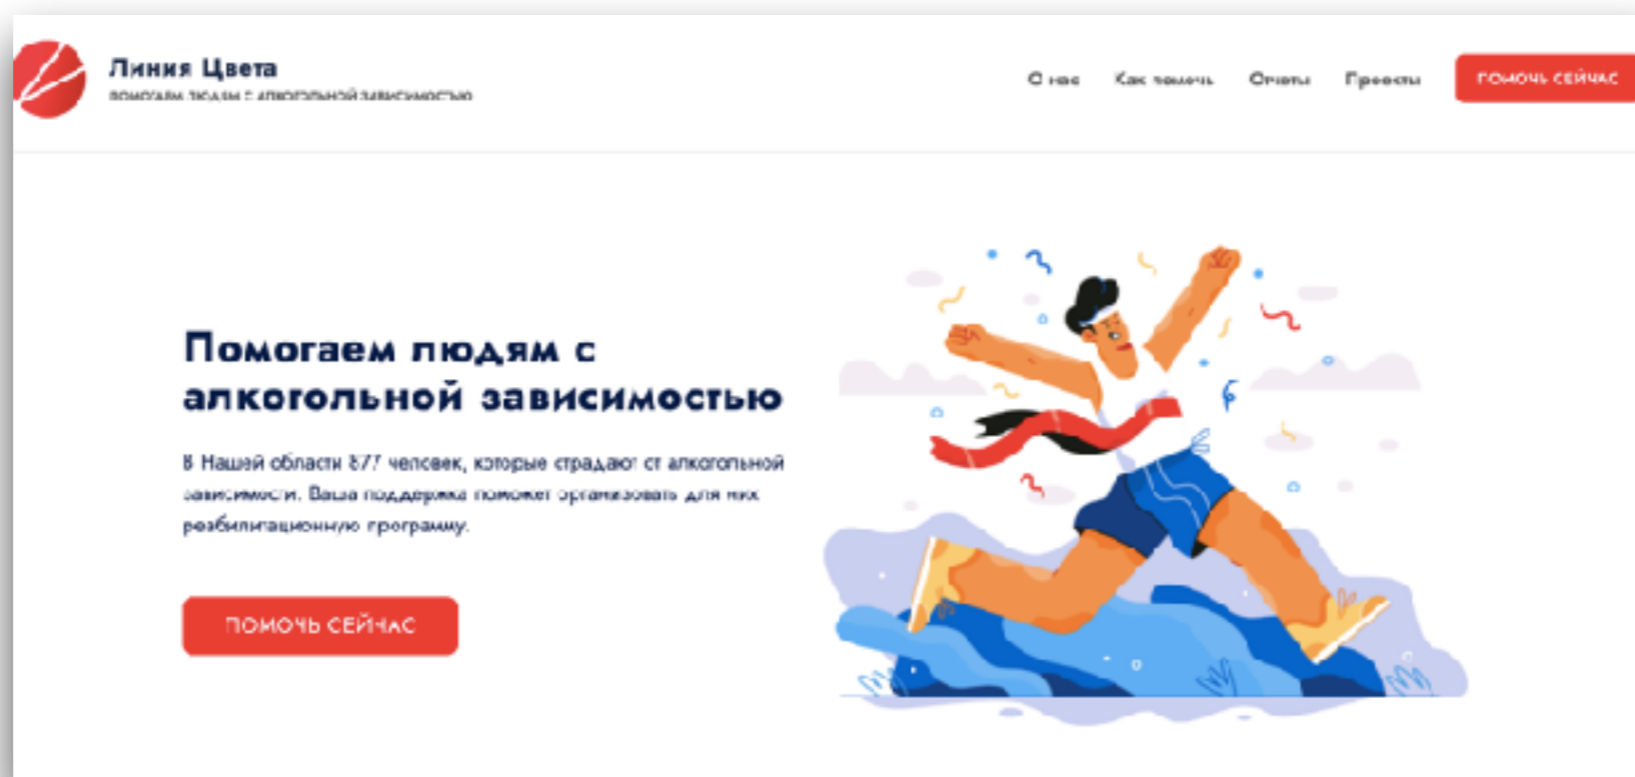 Линия Цвета
помогаем людям с алкогольной зависимостью
О нас
Как помочь
Отчеты
Проекты
ПОМОЧЬ СЕЙЧАС
Помогаем людям с
алкогольной зависимостью
В Нашей области 877 человек, которые страдают от алкогольной
зависимости. Ваша поддержка поможет организовать для них
реабилитационную программу.
ПОМОЧЬ СЕЙЧАС